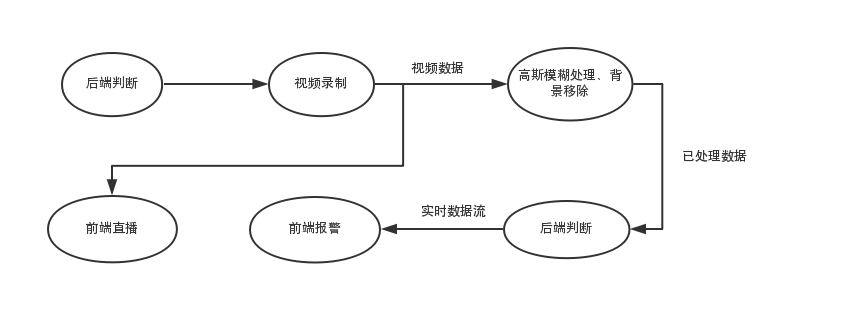 后端判断
视频录制
视频数据
高斯模糊处理、背
景移除
已处理数据
前端直播
前端报警
实时数据流
后端判断